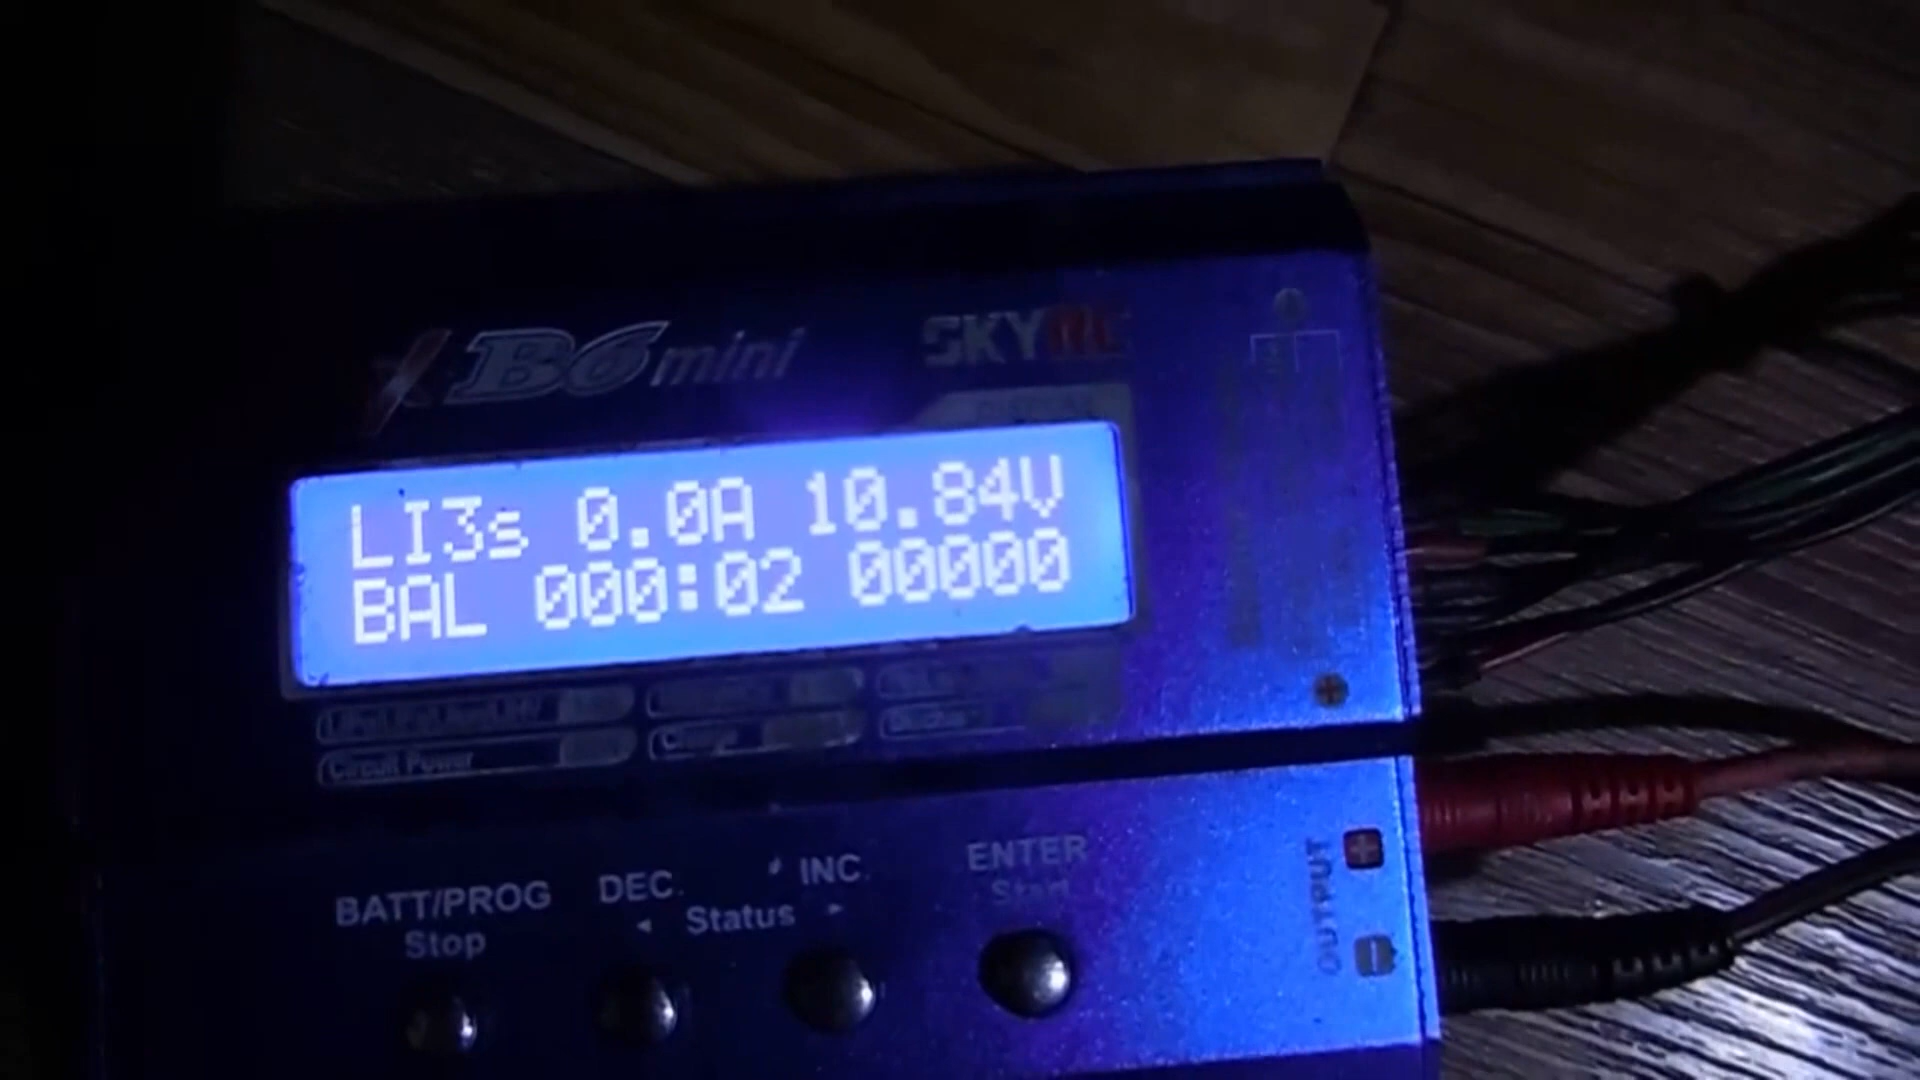 B6 mini
SKYRC
LI3s 0.0A 10.84V
BAL 000:02 00000
Circuit Power
BATT/PROG
Stop
DEC.
INC.
Status
ENTER
Start
OUTPUT